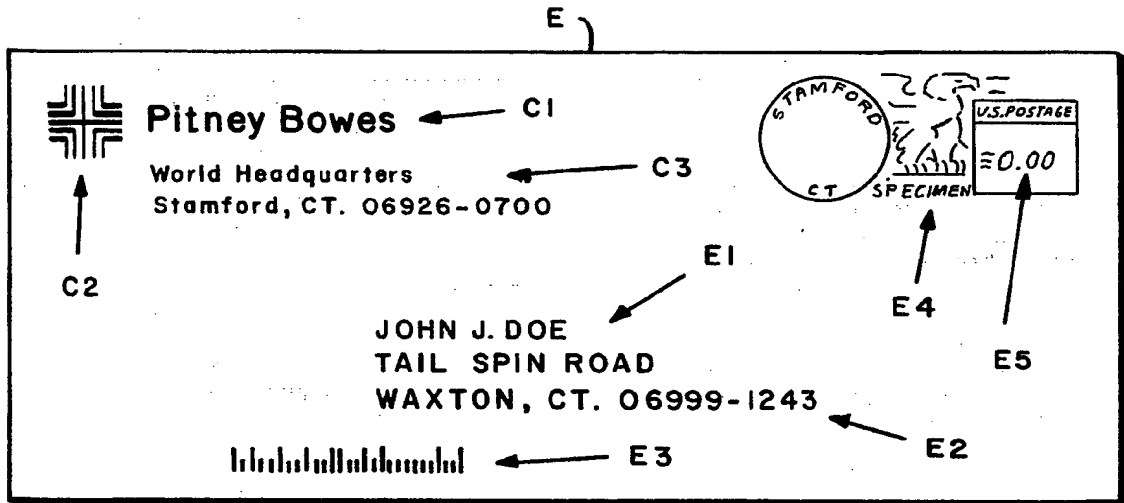 E
Pitney Bowes
C1
World Headquarters
Stamford, CT. 06926-0700
C3
C2
STAMFORD
CT
SPECIMEN
U.S. POSTAGE
0.00
E1
E4
E5
JOHN J. DOE
TAIL SPIN ROAD
WAXTON, CT. 06999-1243
E2
E3